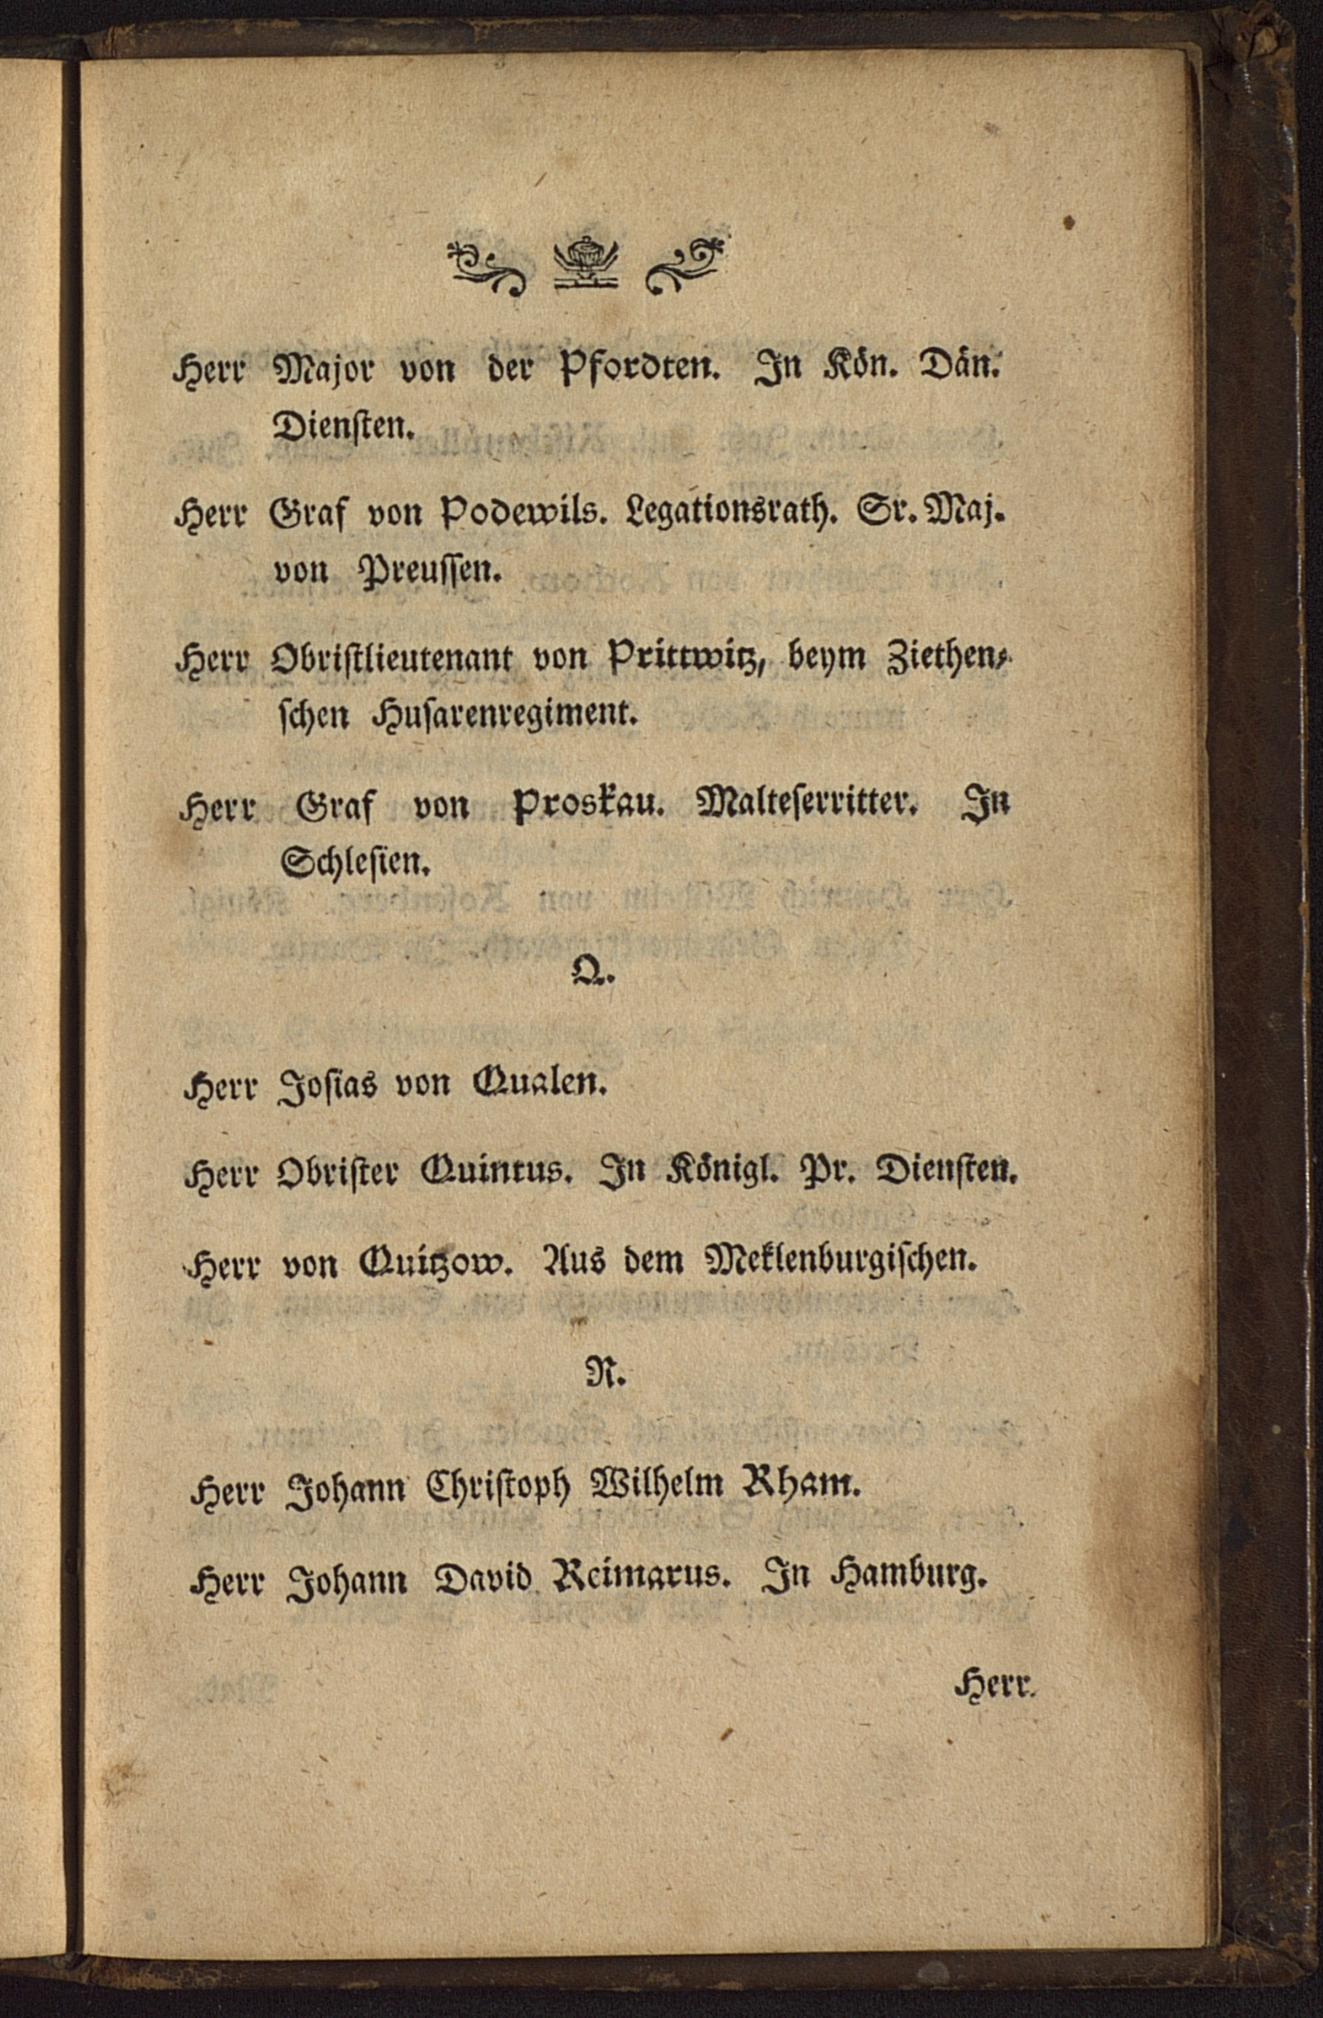 Herr Major von der Pfordten. In Kön. Dän.
Diensten.
Herr Graf von Podewils. Legationsrath. Sr. Maj.
von Preussen.
Herr Obristlieutenant von Prittwitz, beym Ziethen-
schen Husarenregiment.
Herr Graf von Proskau. Malteserritter. In
Schlesien.
Q.
Herr Josias von Qualen.
Herr Obrister Quintus. In Königl. Pr. Diensten.
Herr von Quitzow. Aus dem Meklenburgischen.
R.
Herr Johann Christoph Wilhelm Rham.
Herr Johann David Reimarus. In Hamburg.
Herr.